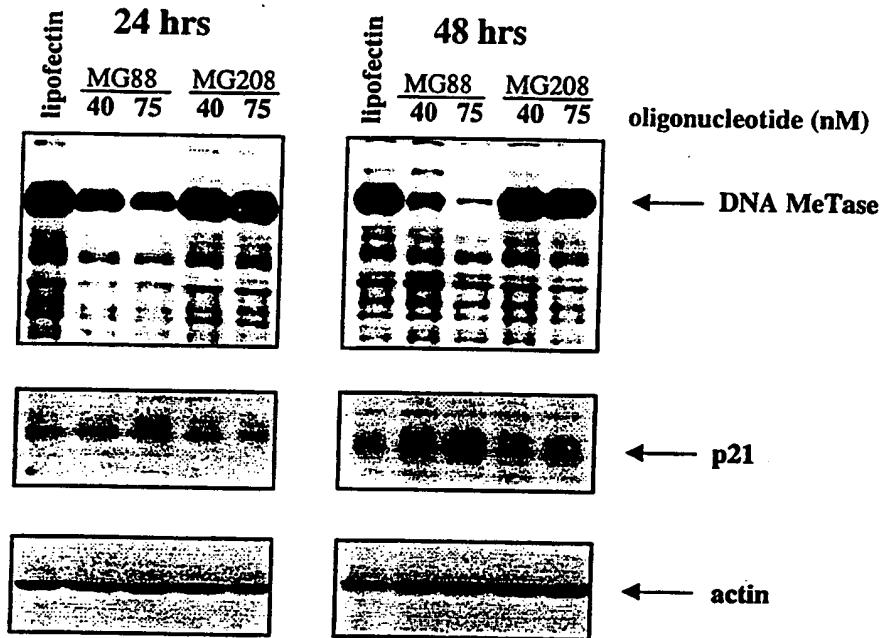 24 hrs
48 hrs
lipofectin
MG88
MG208
40 75 40 75
lipofectin
MG88
MG208
40 75 40 75
oligonucleotide (nM)
DNA MeTase
p21
actin